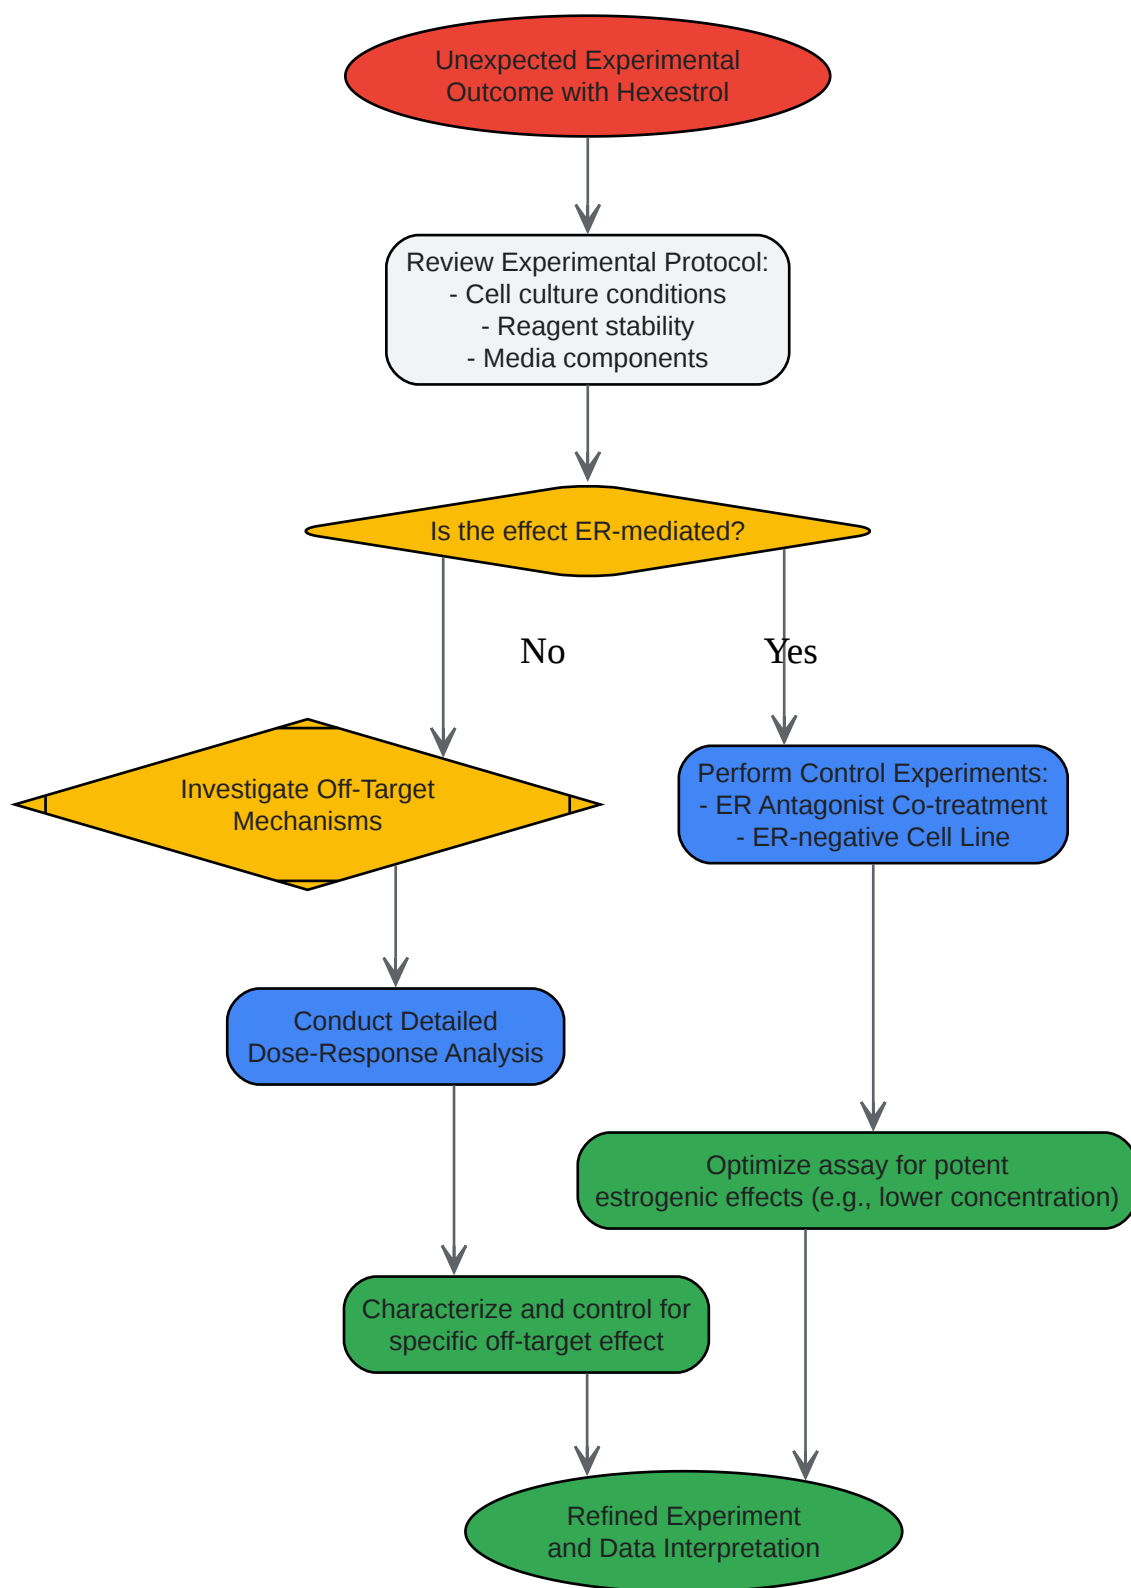 Unexpected Experimental
Outcome with Hexestrol
Review Experimental Protocol:
- Cell culture conditions
- Reagent stability
- Media components
Is the effect ER-mediated?
No
Yes
Investigate Off-Target
Mechanisms
Perform Control Experiments:
- ER Antagonist Co-treatment
- ER-negative Cell Line
Conduct Detailed
Dose-Response Analysis
Optimize assay for potent
estrogenic effects (e.g., lower concentration)
Characterize and control for
specific off-target effect
Refined Experiment
and Data Interpretation